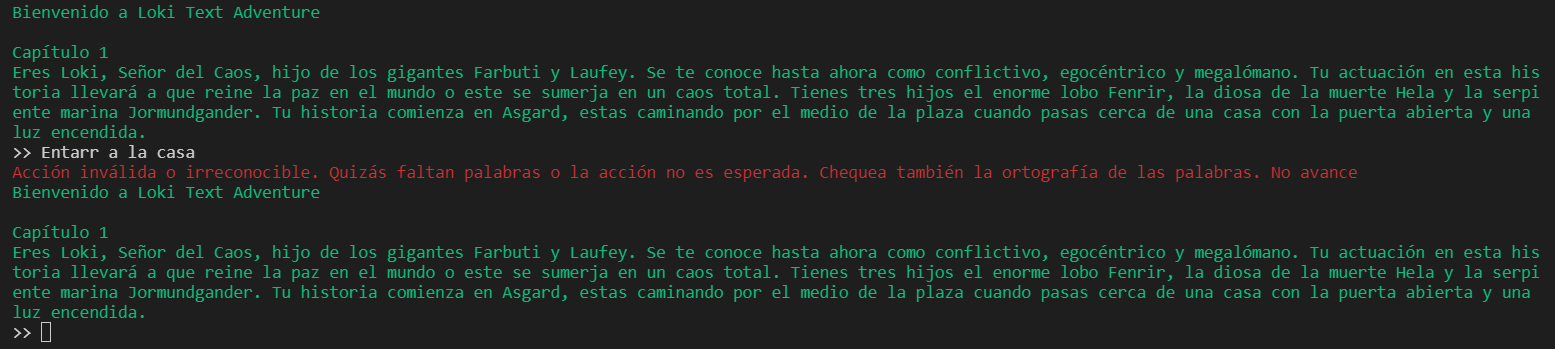 Bienvenido a Loki Text Adventure
Capítulo 1
Eres Loki, Señor del Caos, hijo de los gigantes Farbuti y Laufey. Se te conoce hasta ahora como conflictivo, egocéntrico y megalómano. Tu actuación en esta his
toria llevará a que reine la paz en el mundo o este se sumerja en un caos total. Tienes tres hijos el enorme lobo Fenrir, la diosa de la muerte Hela y la serpi
ente marina Jormundgander. Tu historia comienza en Asgard, estas caminando por el medio de la plaza cuando pasas cerca de una casa con la puerta abierta y una
luz encendida.
>> Entarr a la casa
Acción inválida o irreconocible. Quizás faltan palabras o la acción no es esperada. Chequea también la ortografía de las palabras. No avance
Bienvenido a Loki Text Adventure
Capítulo 1
Eres Loki, Señor del Caos, hijo de los gigantes Farbuti y Laufey. Se te conoce hasta ahora como conflictivo, egocéntrico y megalómano. Tu actuación en esta his
toria llevará a que reine la paz en el mundo o este se sumerja en un caos total. Tienes tres hijos el enorme lobo Fenrir, la diosa de la muerte Hela y la serpi
ente marina Jormundgander. Tu historia comienza en Asgard, estas caminando por el medio de la plaza cuando pasas cerca de una casa con la puerta abierta y una
luz encendida.
>>